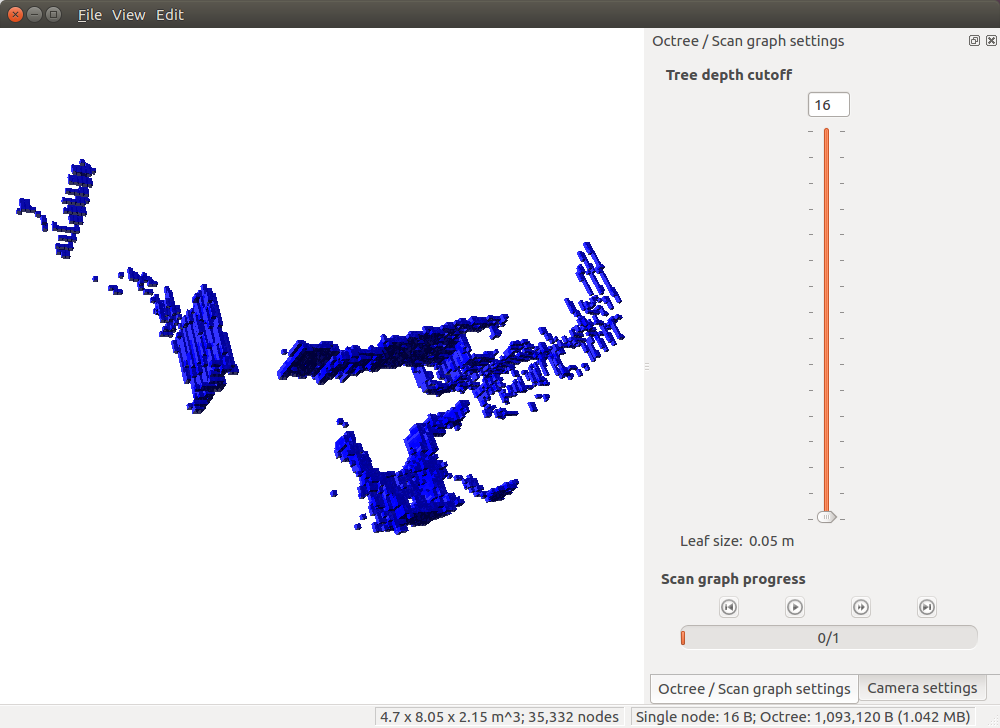 File View Edit
Octree / Scan graph settings
Tree depth cutoff
16
Leaf size: 0.05 m
Scan graph progress
0/1
Octree / Scan graph settings Camera settings
4.7 x 8.05 x 2.15 m^3; 35,332 nodes Single node: 16 B; Octree: 1,093,120 B (1.042 MB)